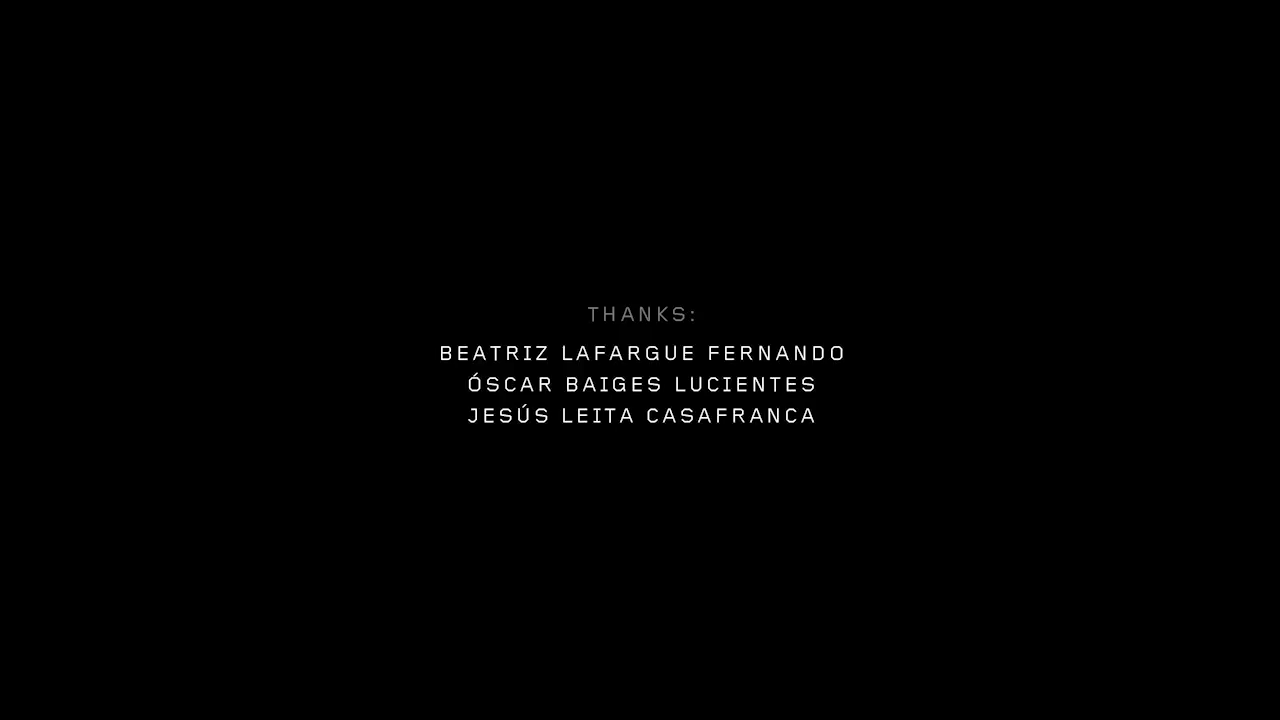 THANKS:
BEATRIZ LAFARGUE FERNANDO
ÓSCAR BAIGES LUCIENTES
JESÚS LEITA CASAFRANCA